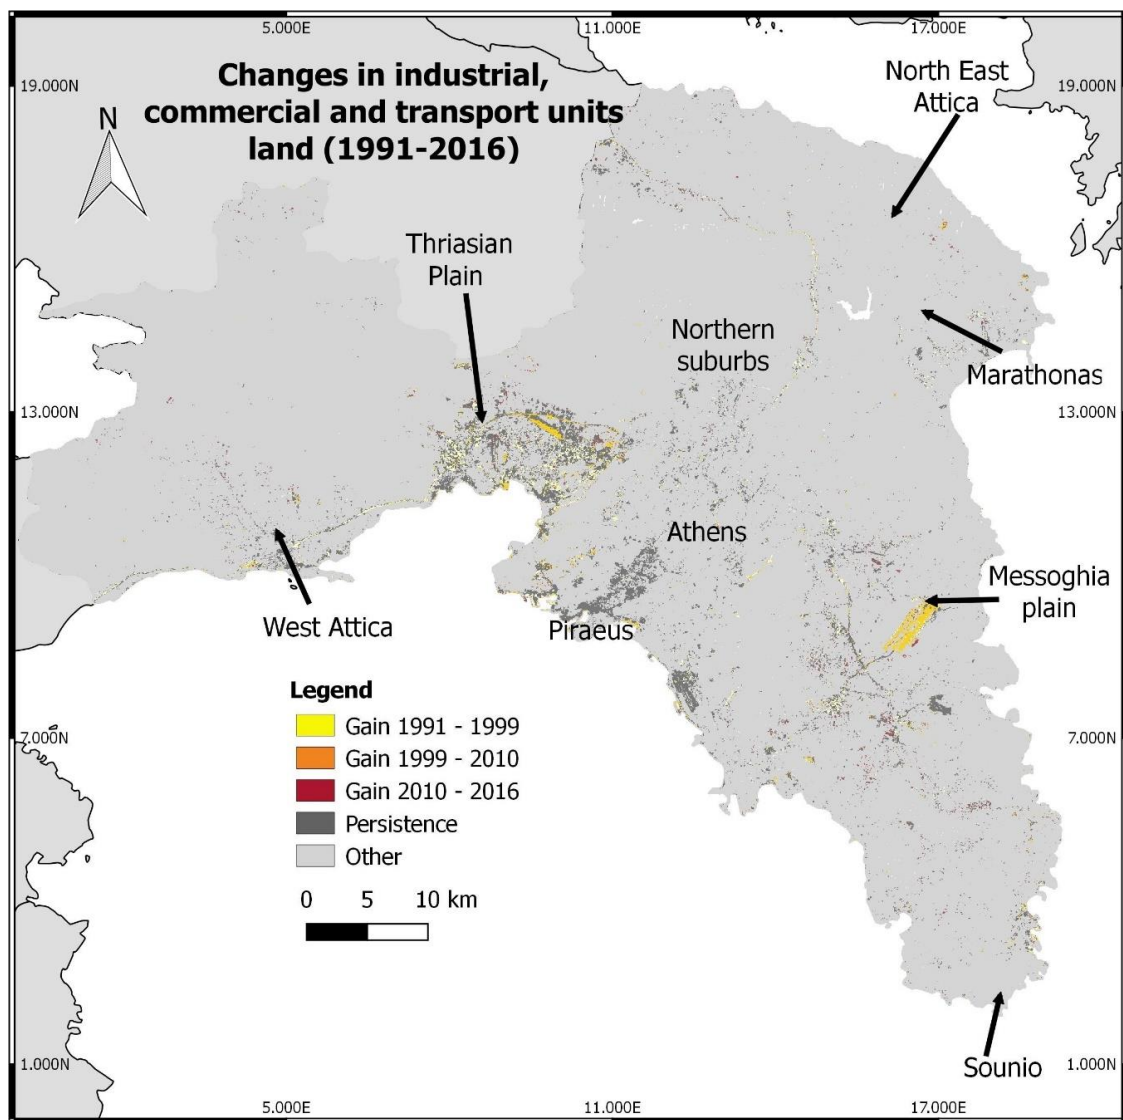 5.000E
11.000E
17.000E
Changes in industrial,
commercial and transport units
land (1991-2016)
19.000N
19.000N
N
North East
Attica
Thriasian
Plain
Northern
suburbs
Marathonas
13.000N
13.000N
Athens
Messoghia
plain
West Attica
Piraeus
Legend
Gain 1991 - 1999
Gain 1999 - 2010
Gain 2010 - 2016
Persistence
Other
7.000N
7.000N
0 5 10 km
Sounio
1.000N
1.000N
5.000E
11.000E
17.000E